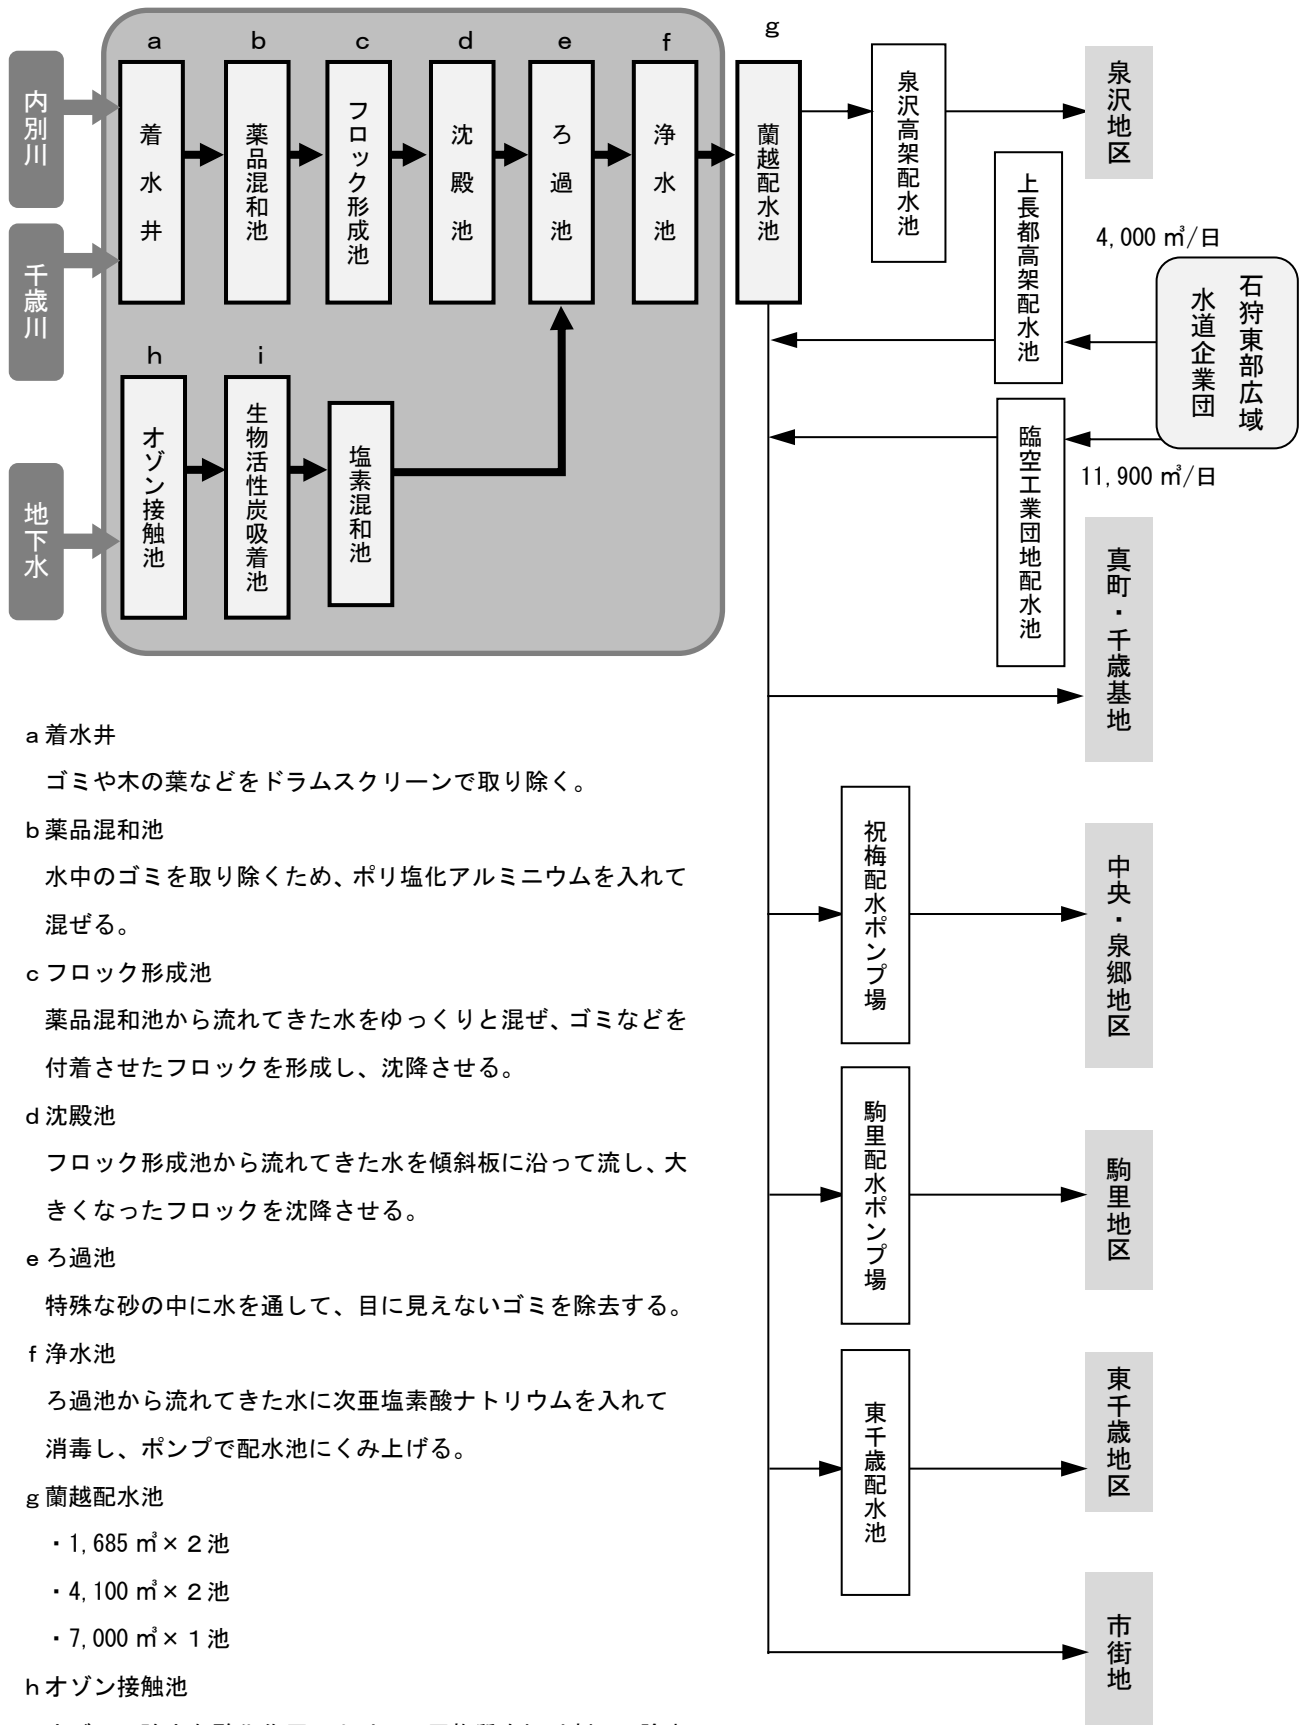 a
b
c
d
e
f
g
内別川
千歳川
地下水
着水井
薬品混和池
フロック形成池
沈殿池
ろ過池
浄水池
蘭越配水池
泉沢高架配水池
泉沢地区
上長都高架配水池
4,000 ㎥/日
石狩東部広域
水道企業団
h
i
オゾン接触池
生物活性炭吸着池
塩素混和池
臨空工業団地配水池
11,900 ㎥/日
真町・千歳基地
祝梅配水ポンプ場
中央・泉郷地区
駒里配水ポンプ場
駒里地区
東千歳配水池
東千歳地区
市街地
a 着水井
ゴミや木の葉などをドラムスクリーンで取り除く。
b 薬品混和池
水中のゴミを取り除くため、ポリ塩化アルミニウムを入れて
混ぜる。
c フロック形成池
薬品混和池から流れてきた水をゆっくりと混ぜ、ゴミなどを
付着させたフロックを形成し、沈降させる。
d 沈殿池
フロック形成池から流れてきた水を傾斜板に沿って流し、大
きくなったフロックを沈降させる。
e ろ過池
特殊な砂の中に水を通して、目に見えないゴミを除去する。
f 浄水池
ろ過池から流れてきた水に次亜塩素酸ナトリウムを入れて
消毒し、ポンプで配水池にくみ上げる。
g 蘭越配水池
・1,685 ㎥×２池
・4,100 ㎥×２池
・7,000 ㎥×１池
h オゾン接触池